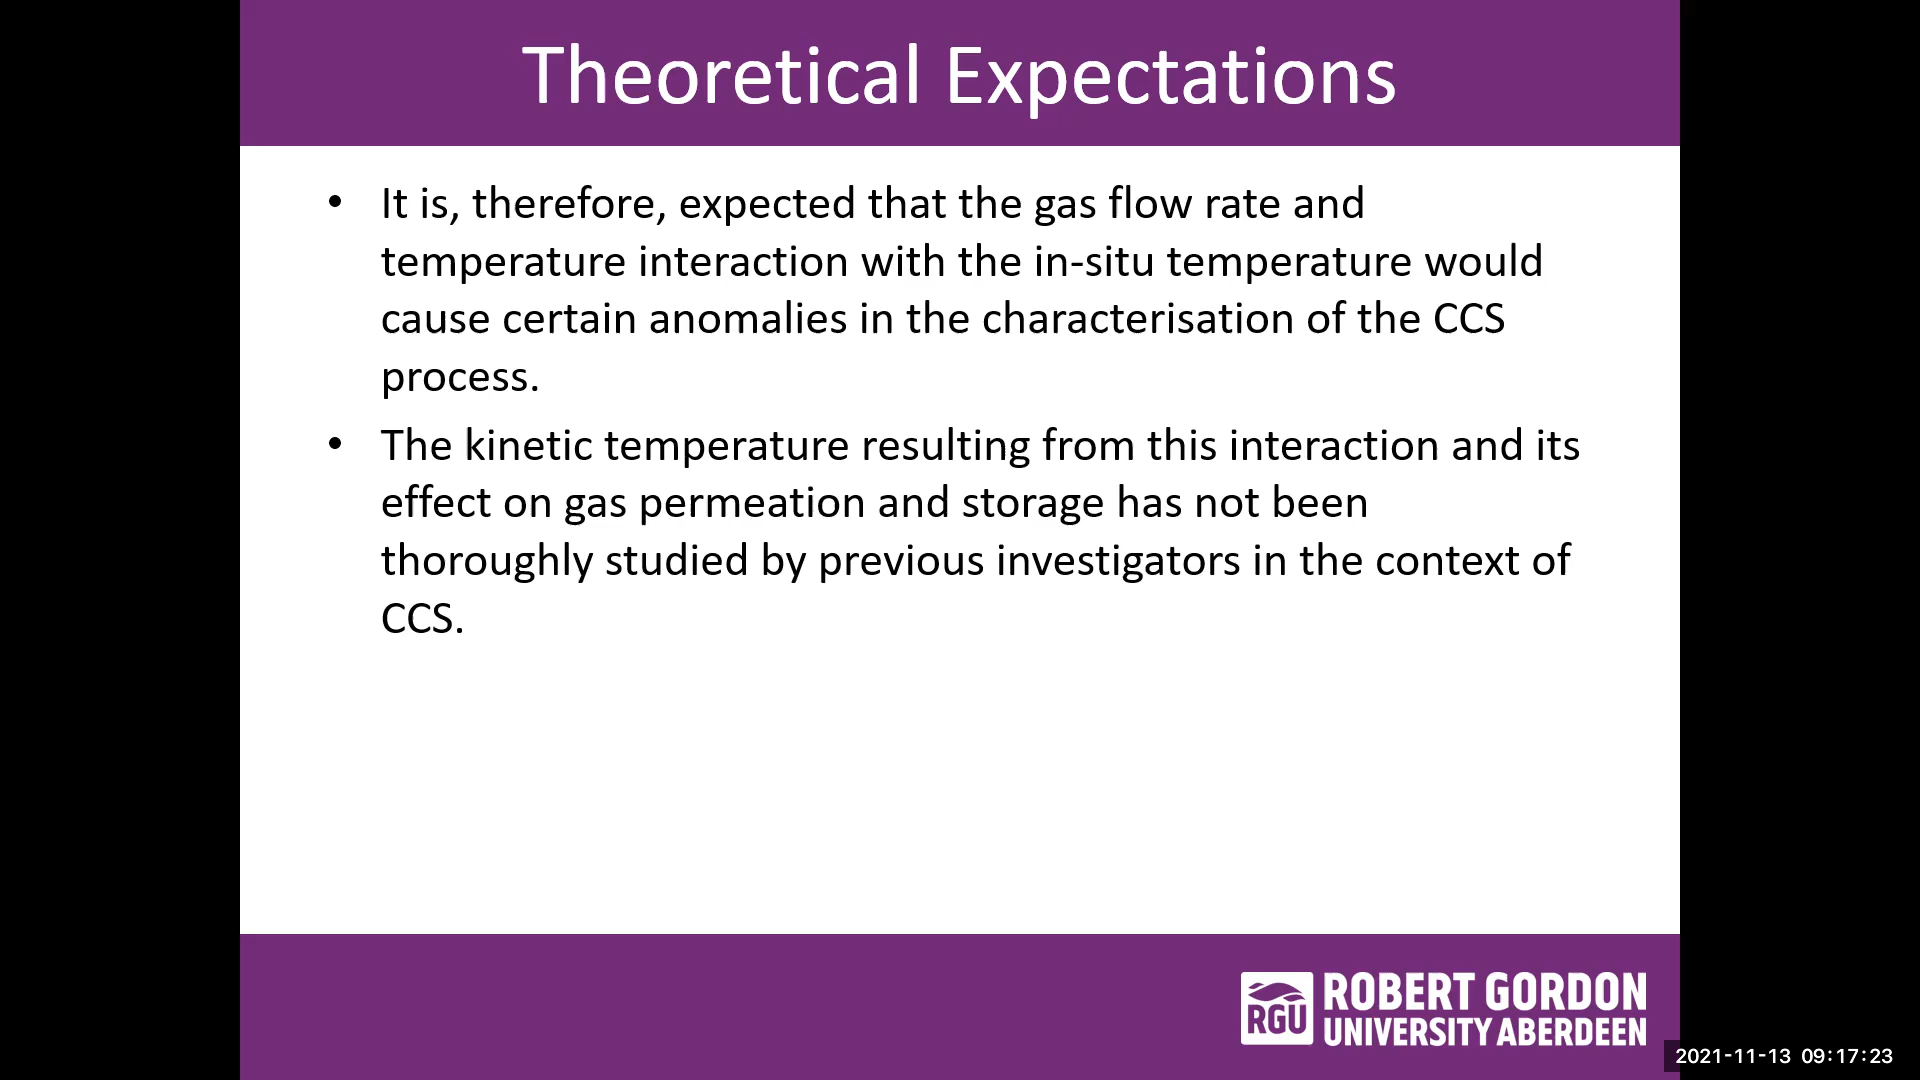 Theoretical Expectations
• It is, therefore, expected that the gas flow rate and
temperature interaction with the in-situ temperature would
cause certain anomalies in the characterisation of the CCS
process.
• The kinetic temperature resulting from this interaction and its
effect on gas permeation and storage has not been
thoroughly studied by previous investigators in the context of
CCS.
RGU
ROBERT GORDON
UNIVERSITY ABERDEEN
2021-11-13 09:17:23